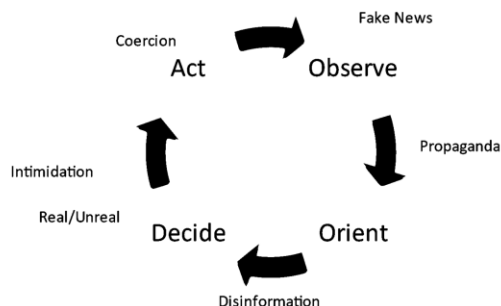 Fake News
Coercion
Act
Observe
Propaganda
Intimidation
Real/Unreal
Decide
Orient
Disinformation